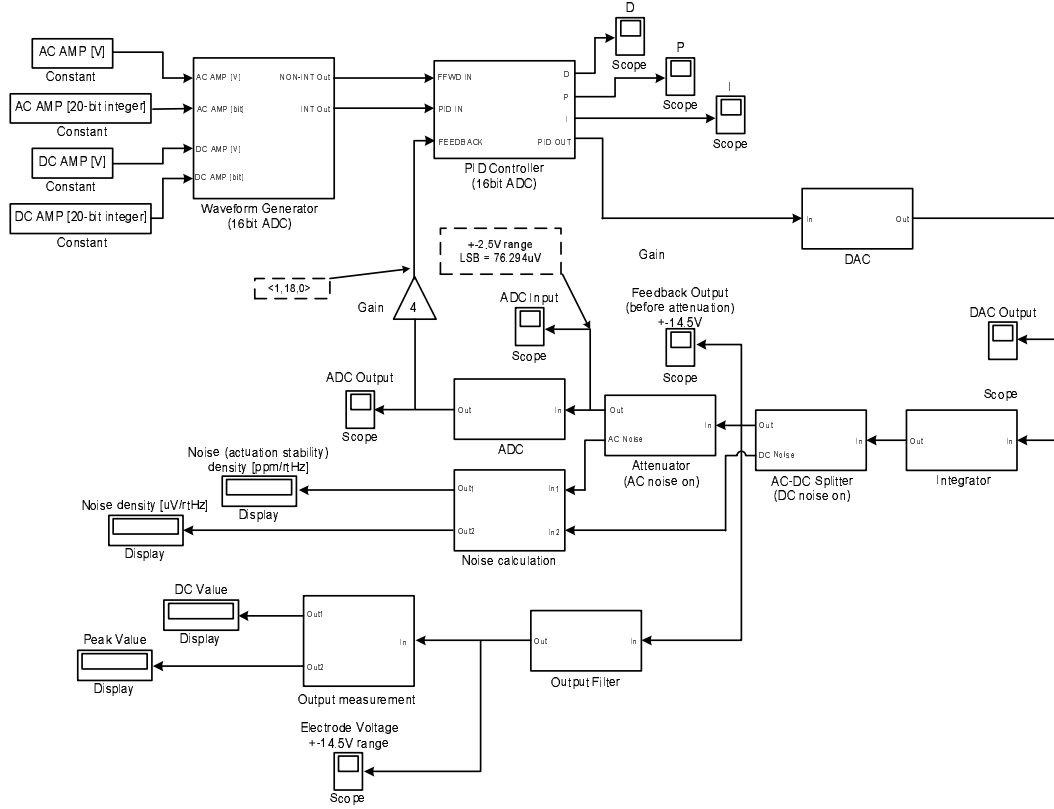 D
Scope
P
Scope
I
Scope
AC AMP [V]
Constant
AC AMP [20-bit integer]
Constant
DC AMP [V]
Constant
DC AMP [20-bit integer]
Constant
AC AMP [V]
AC AMP [bit]
DC AMP [V]
DC AMP [bit]
NON-INT Out
INT Out
Waveform Generator
(16bit ADC)
FFWD IN
PID IN
FEEDBACK
D
P
I
PID OUT
PID Controller
(16bit ADC)
In
Out
DAC
+-2,5V range
LSB = 76.294uV
Gain
<1,18,0>
Gain
4
ADC Input
Scope
Feedback Output
(before attenuation)
+-14.5V
Scope
DAC Output
Scope
ADC Output
Scope
Out
In
ADC
Out
AC Noise
In
Attenuator
(AC noise on)
Out
DC Noise
In
AC-DC Splitter
(DC noise on)
Out
In
Integrator
Noise (actuation stability)
density [ppm/rtHz]
Display
Noise density [uV/rtHz]
Display
Out1
Out2
In1
In2
Noise calculation
DC Value
Display
Peak Value
Display
Out1
Out2
In
Output measurement
Out
In
Output Filter
Electrode Voltage
+-14.5V range
Scope